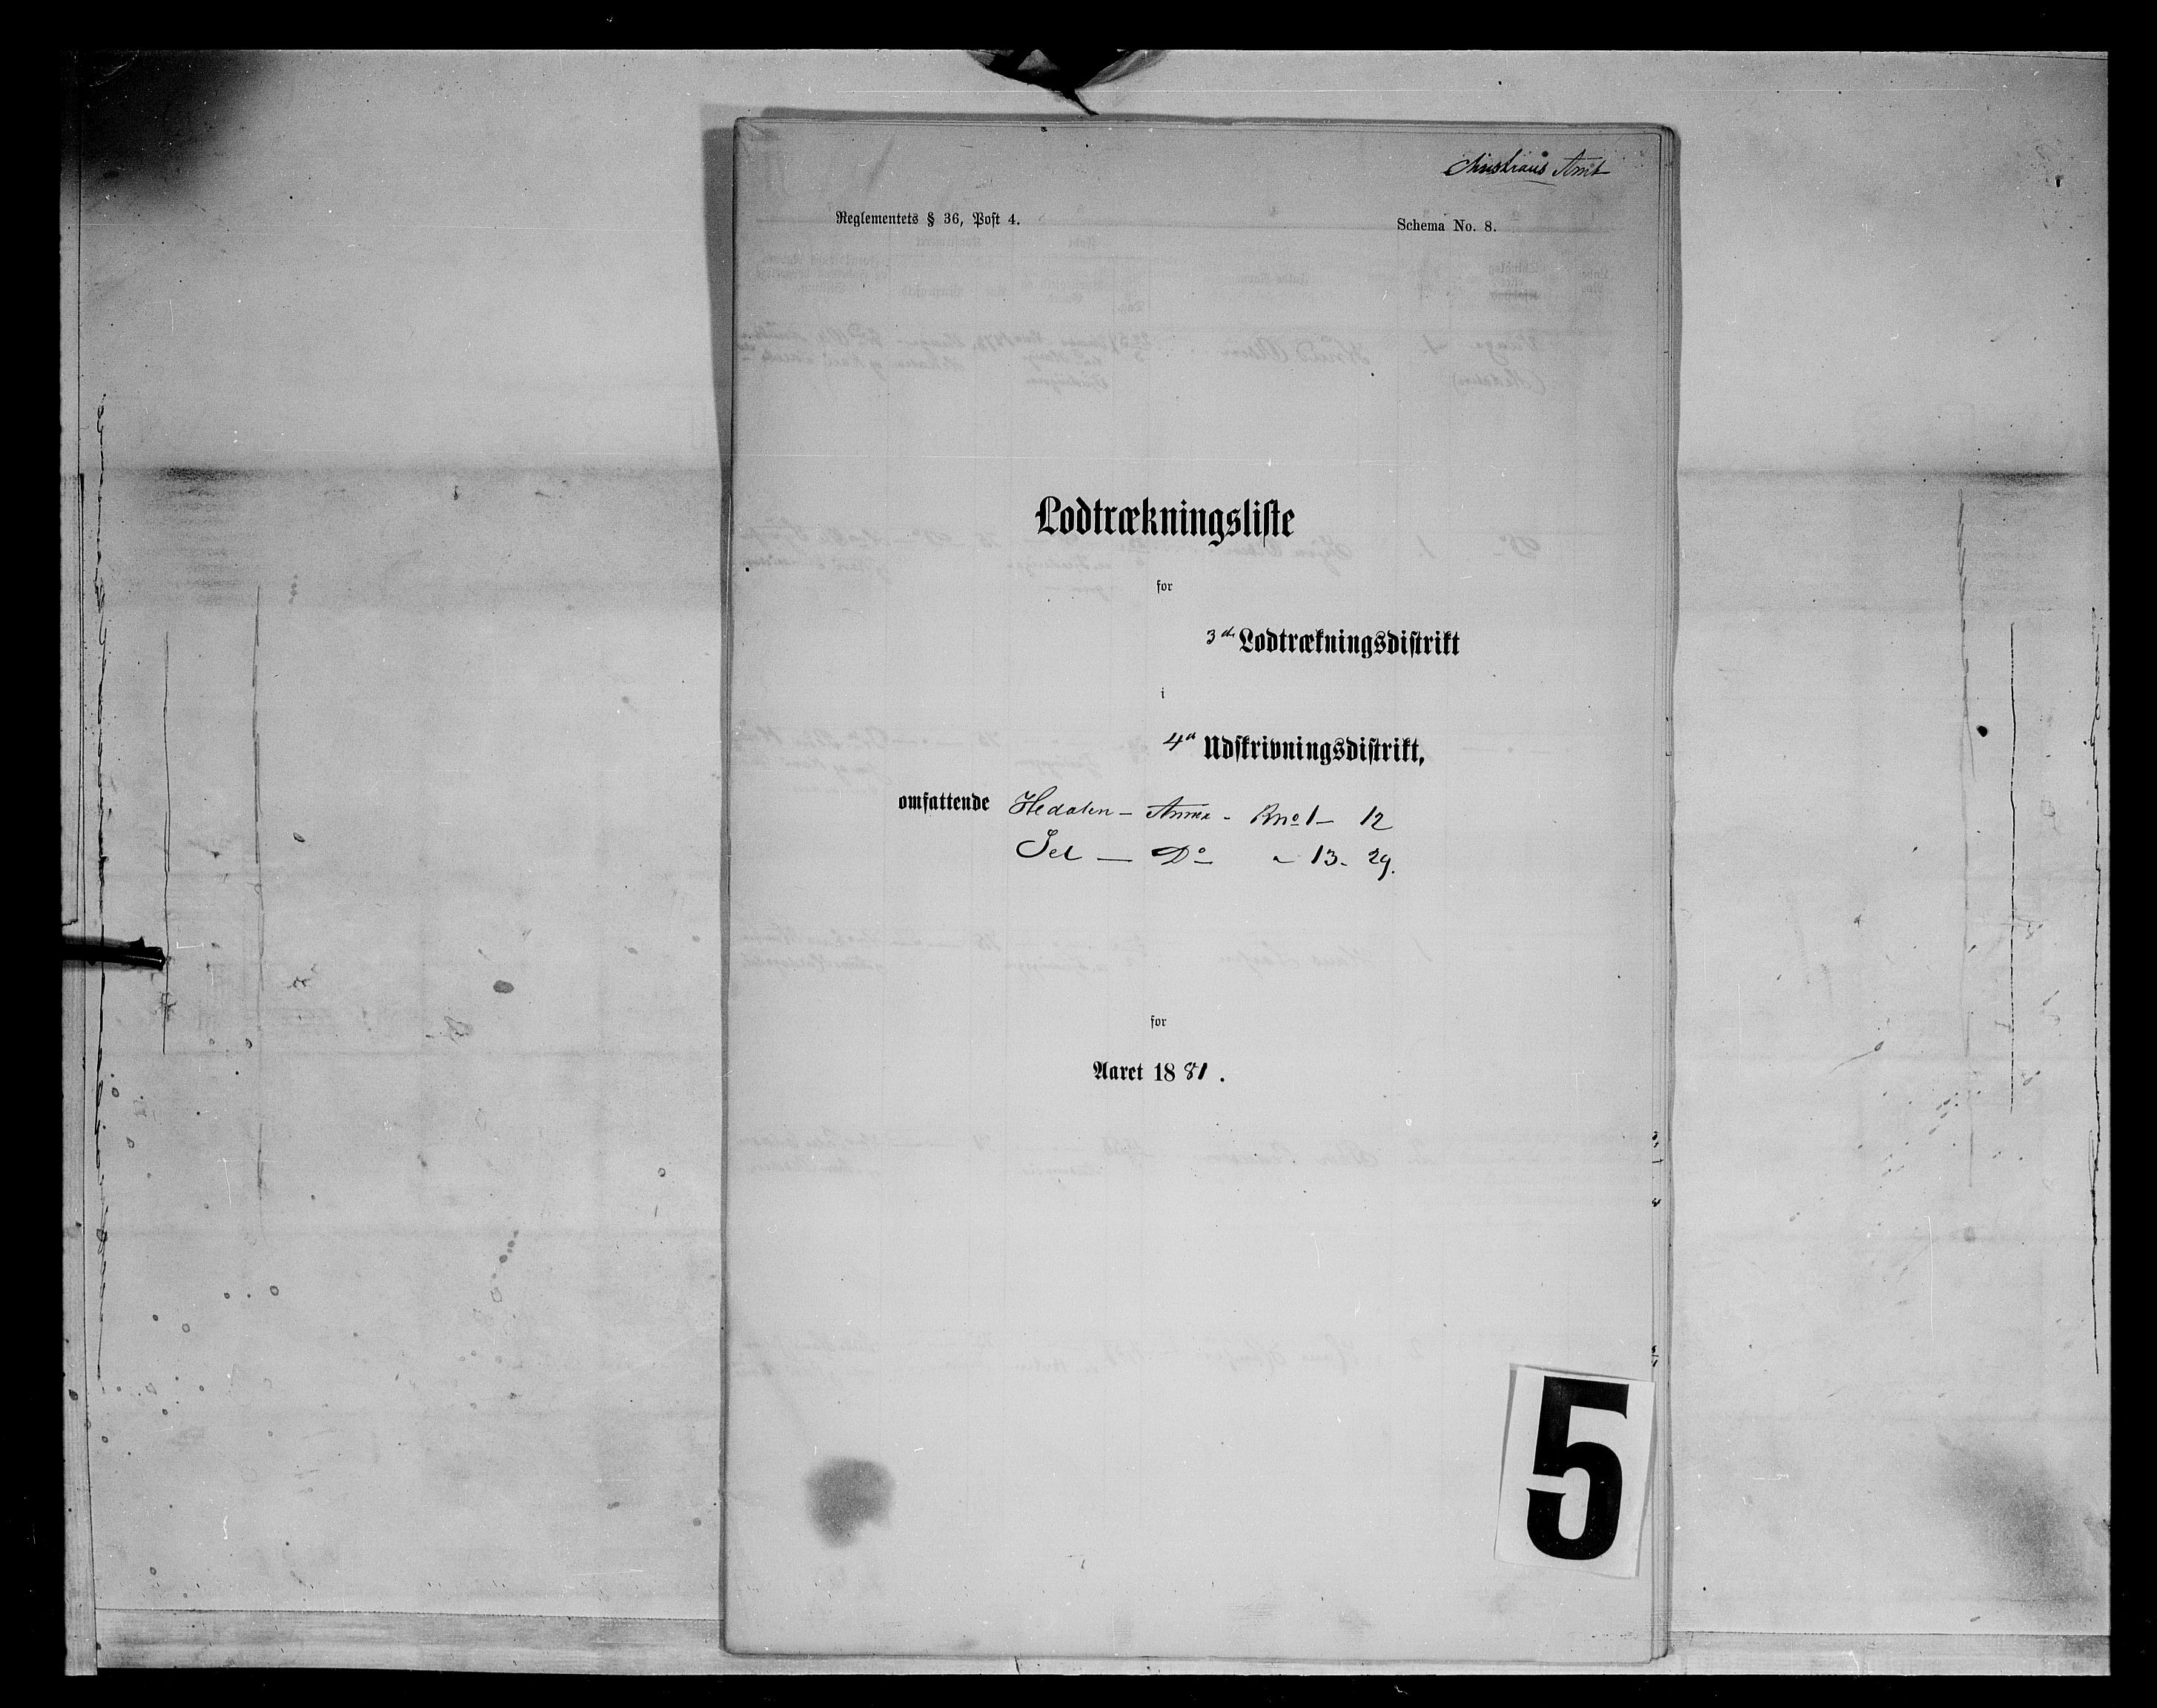 Christians Amt
Reglementets § 36, Post 4.
Schema No. 8.
Lodtrækningsliste
for
3die Lodtrækningsdistrikt
i
4de Udskrivningsdistrikt,
omfattende Hedalen - Annex - Rno 1 - 12
Sel — Do - " - 13 - 29.
for
Aaret 1881.
5